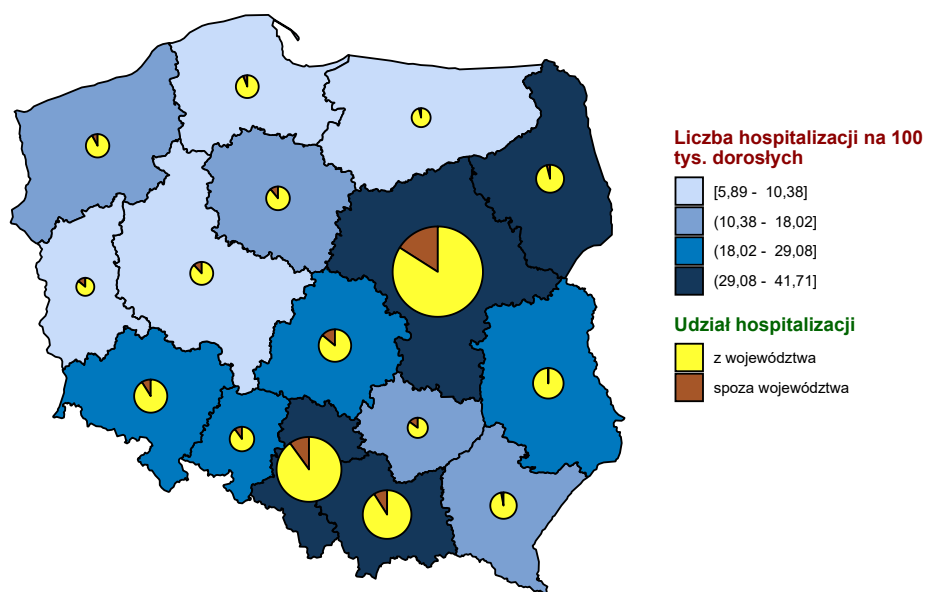 Liczba hospitalizacji na 100
tys. dorosłych
[5,89 - 10,38]
(10,38 - 18,02]
(18,02 - 29,08]
(29,08 - 41,71]
Udział hospitalizacji
z województwa
spoza województwa